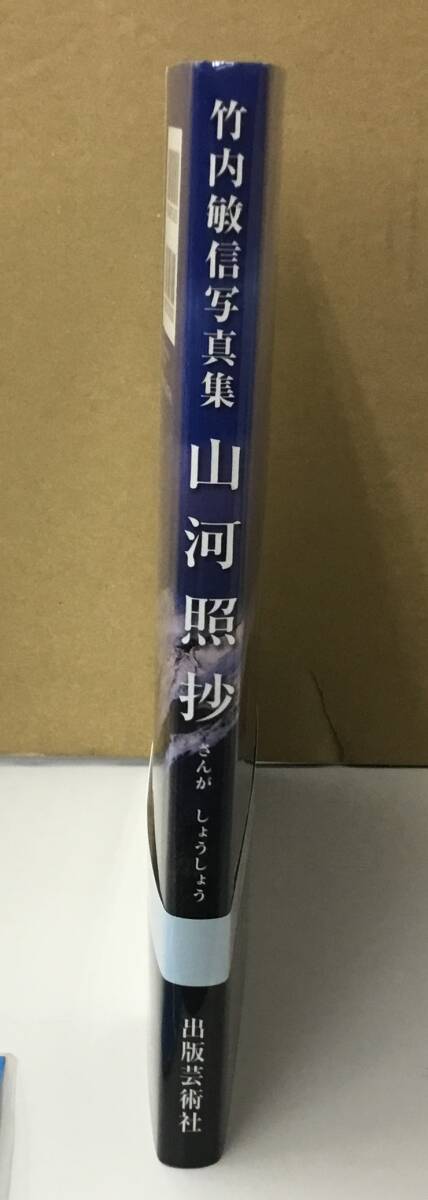 竹内敏信写真集
山河照抄
さんが しょうしょう
出版芸術社